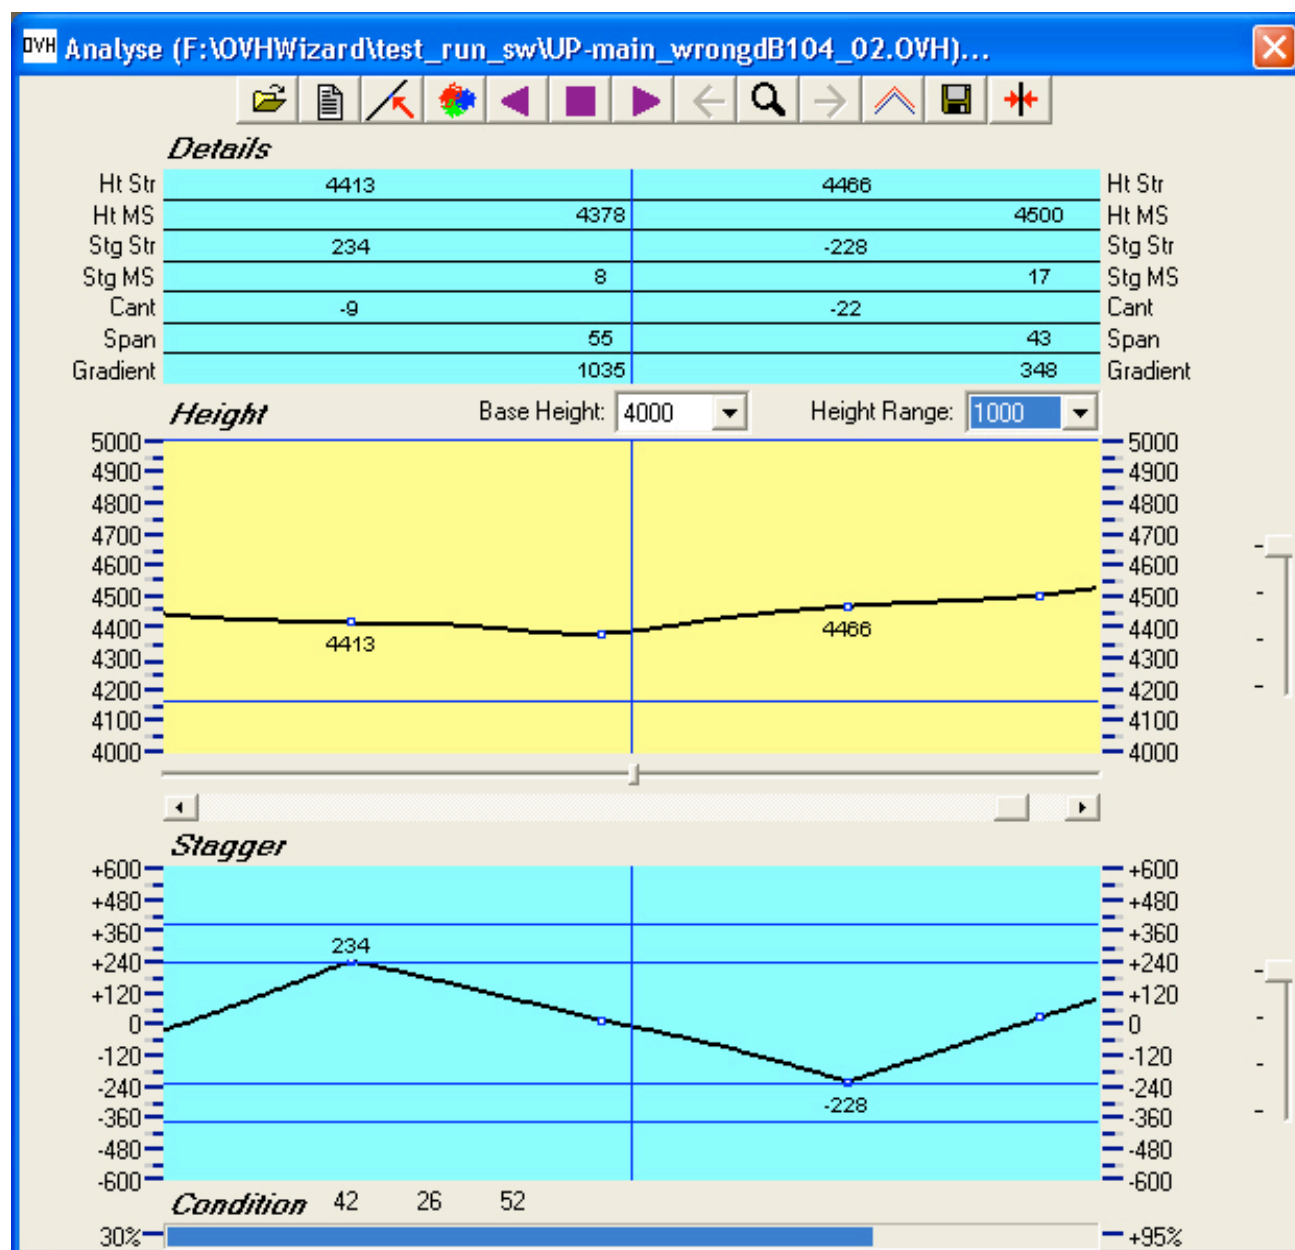 OVH Analyse (F:\OVHWizard\test_run_sw\UP-main_wrongdB104_02.OVH)...
Details
Ht Str 4413 4466 Ht Str
Ht MS 4378 4500 Ht MS
Stg Str 234 -228 Stg Str
Stg MS 8 17 Stg MS
Cant -9 -22 Cant
Span 55 43 Span
Gradient 1035 348 Gradient
Height Base Height: 4000 Height Range: 1000
5000 5000
4900 4900
4800 4800
4700 4700
4600 4600
4500 4500
4400 4466 4400
4300 4413 4300
4200 4200
4100 4100
4000 4000
Stagger
+600 +600
+480 +480
+360 234 +360
+240 +240
+120 +120
0 0
-120 -120
-240 -240
-360 -228 -360
-480 -480
-600 -600
Condition 42 26 52
30% +95%